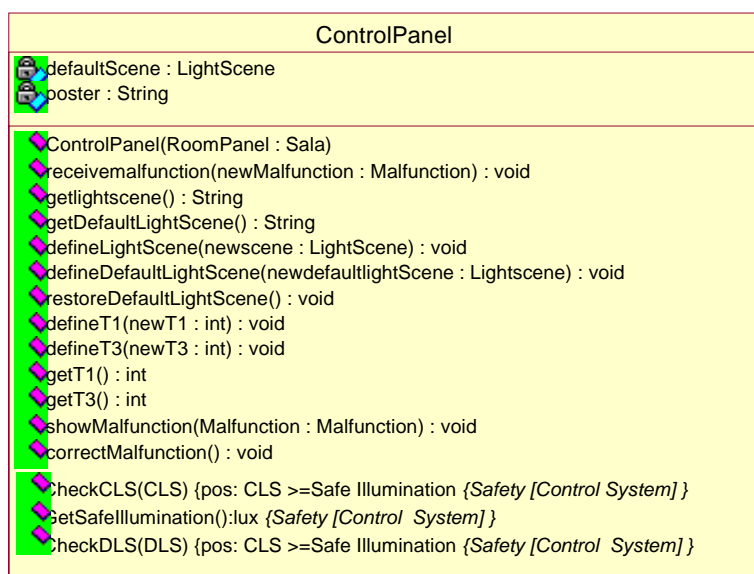 ControlPanel
defaultScene : LightScene
poster : String
ControlPanel(RoomPanel : Sala)
receivemalfunction(newMalfunction : Malfunction) : void
getlightscene() : String
getDefaultLightScene() : String
defineLightScene(newscene : LightScene) : void
defineDefaultLightScene(newdefaultlightScene : Lightscene) : void
restoreDefaultLightScene() : void
defineT1(newT1 : int) : void
defineT3(newT3 : int) : void
getT1() : int
getT3() : int
showMalfunction(Malfunction : Malfunction) : void
correctMalfunction() : void
CheckCLS(CLS) {pos: CLS >=Safe Illumination {Safety [Control System] }
GetSafeIllumination():lux {Safety [Control System] }
CheckDLS(DLS) {pos: CLS >=Safe Illumination {Safety [Control System] }